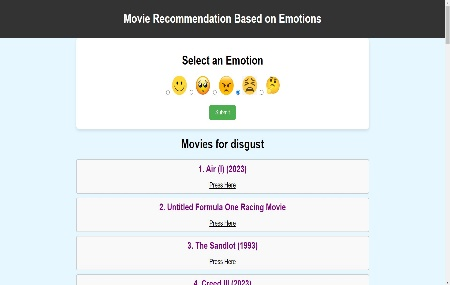 Movie Recommendation Based on Emotions
Select an Emotion
Submit
Movies for disgust
1. Air (I) (2023)
Press Here
2. Untitled Formula One Racing Movie
Press Here
3. The Sandlot (1993)
Press Here
4. Creed III (2023)